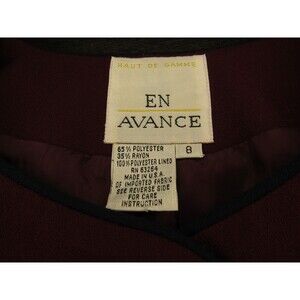 HAUT DE GAMME
EN
AVANCE
65% POLYESTER
35% RAYON
100% POLYESTER LINED
RN 63264
MADE IN U.S.A.
OF IMPORTED FABRIC
SEE REVERSE SIDE
FOR CARE
INSTRUCTION
8